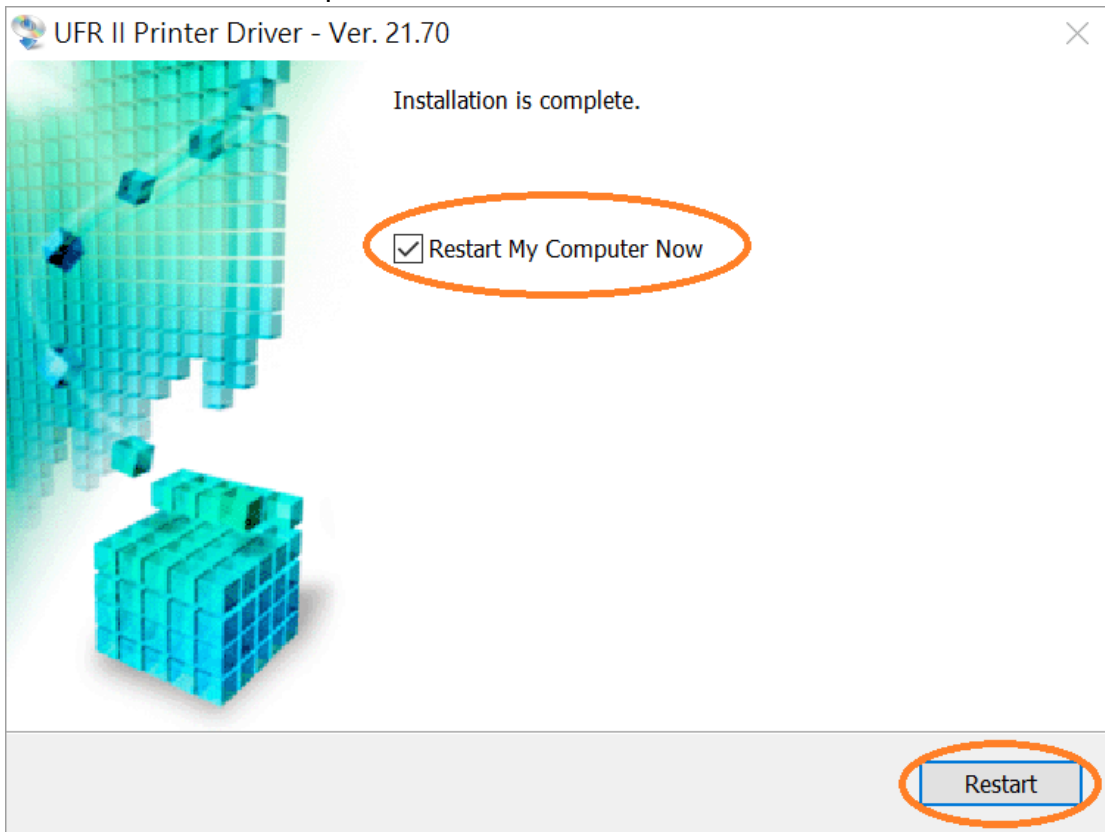 UFR II Printer Driver - Ver. 21.70
Installation is complete.
Restart My Computer Now
Restart